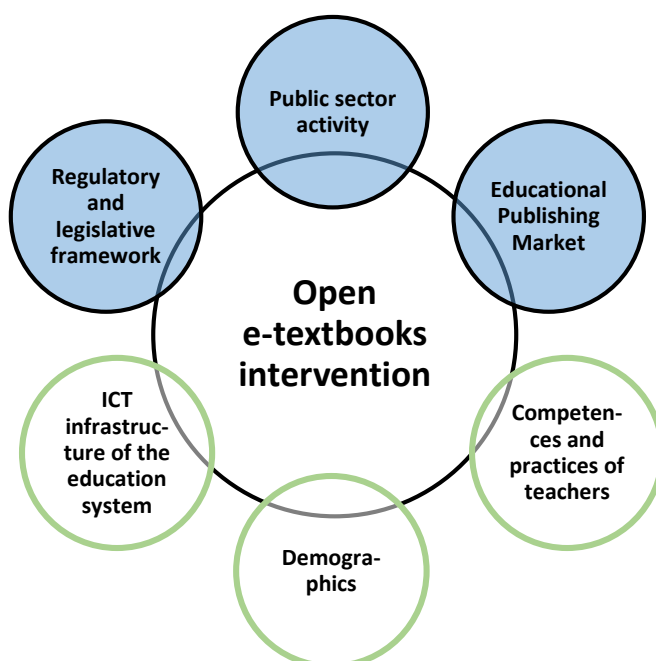 Public sector
activity
Regulatory
and
legislative
framework
Educational
Publishing
Market
Open
e-textbooks
intervention
ICT
infrastruc-
ture of the
education
system
Competen-
ces and
practices of
teachers
Demogra-
phics